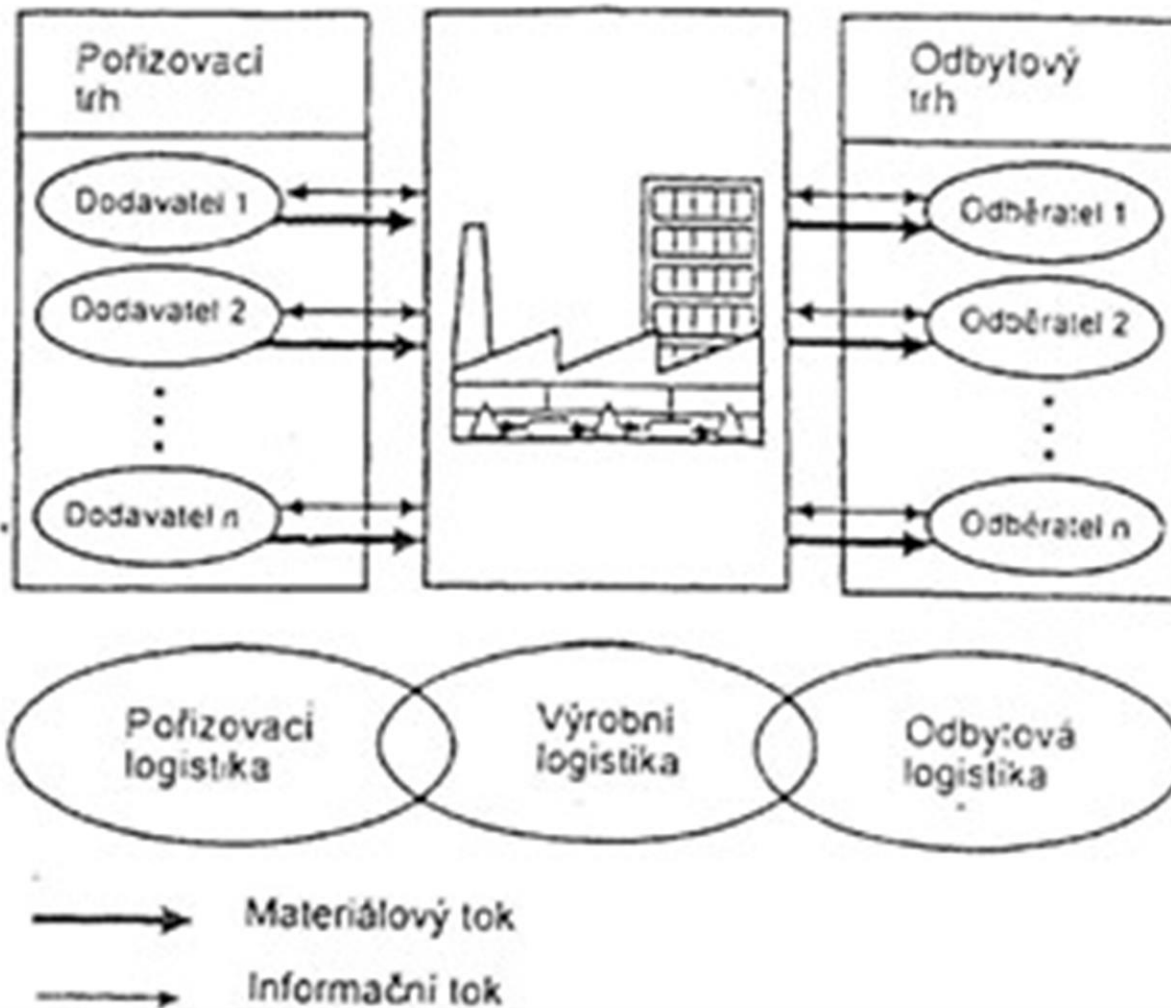 Pořizovací
trh
Dodavatel 1
Dodavatel 2
Dodavatel n
Odbytový
trh
Odběratel 1
Odběratel 2
Odběratel n
Pořizovací
logistika
Výrobní
logistika
Odbytová
logistika
Materiálový tok
Informační tok